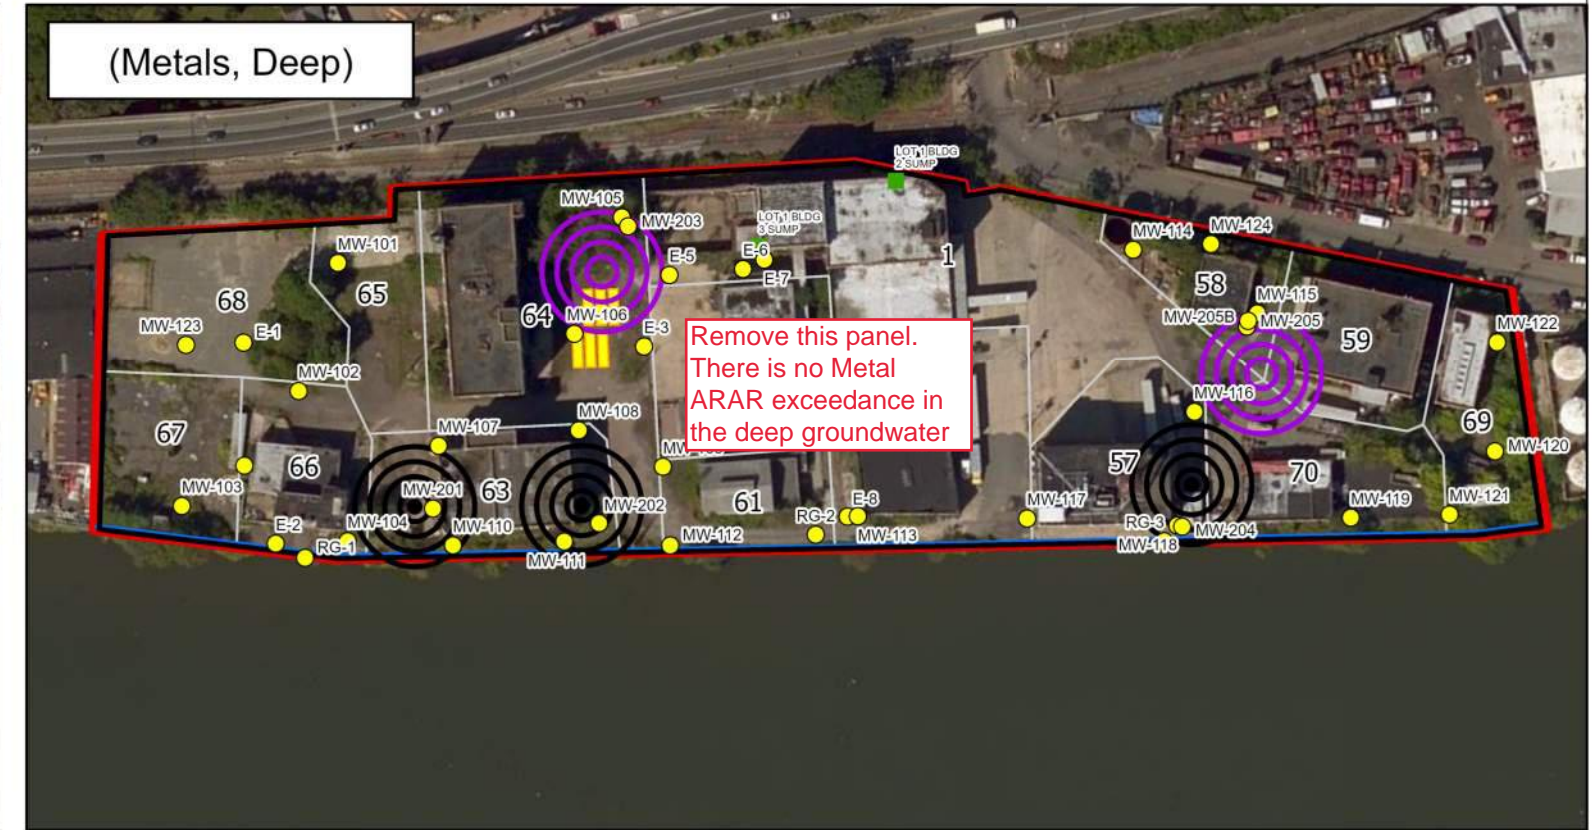 (Metals, Deep)
LOT 1 BLDG
2 SUMP
MW-105
MW-203
LOT 1 BLDG
3 SUMP
MW-101
MW-114
MW-124
E-5
E-6
E-7
1
65
68
58
64
MW-106
MW-115
MW-205B
MW-205
59
MW-122
MW-123
E-1
E-3
Remove this panel.
There is no Metal
ARAR exceedance in
the deep groundwater
MW-102
MW-116
MW-108
MW-107
67
66
69
MW-120
57
70
63
61
MW-103
MW-201
MW-104
MW-110
MW-202
E-8
RG-2
MW-113
MW-117
RG-3
MW-204
MW-118
MW-119
MW-121
E-2
RG-1
MW-111
MW-112